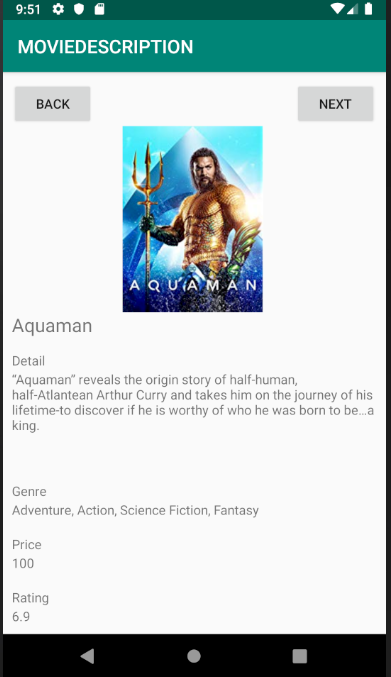 9:51
MOVIEDESCRIPTION
BACK
NEXT
AQUAMAN
Aquaman
Detail
“Aquaman” reveals the origin story of half-human,
half-Atlantean Arthur Curry and takes him on the journey of his
lifetime-to discover if he is worthy of who he was born to be…a
king.
Genre
Adventure, Action, Science Fiction, Fantasy
Price
100
Rating
6.9